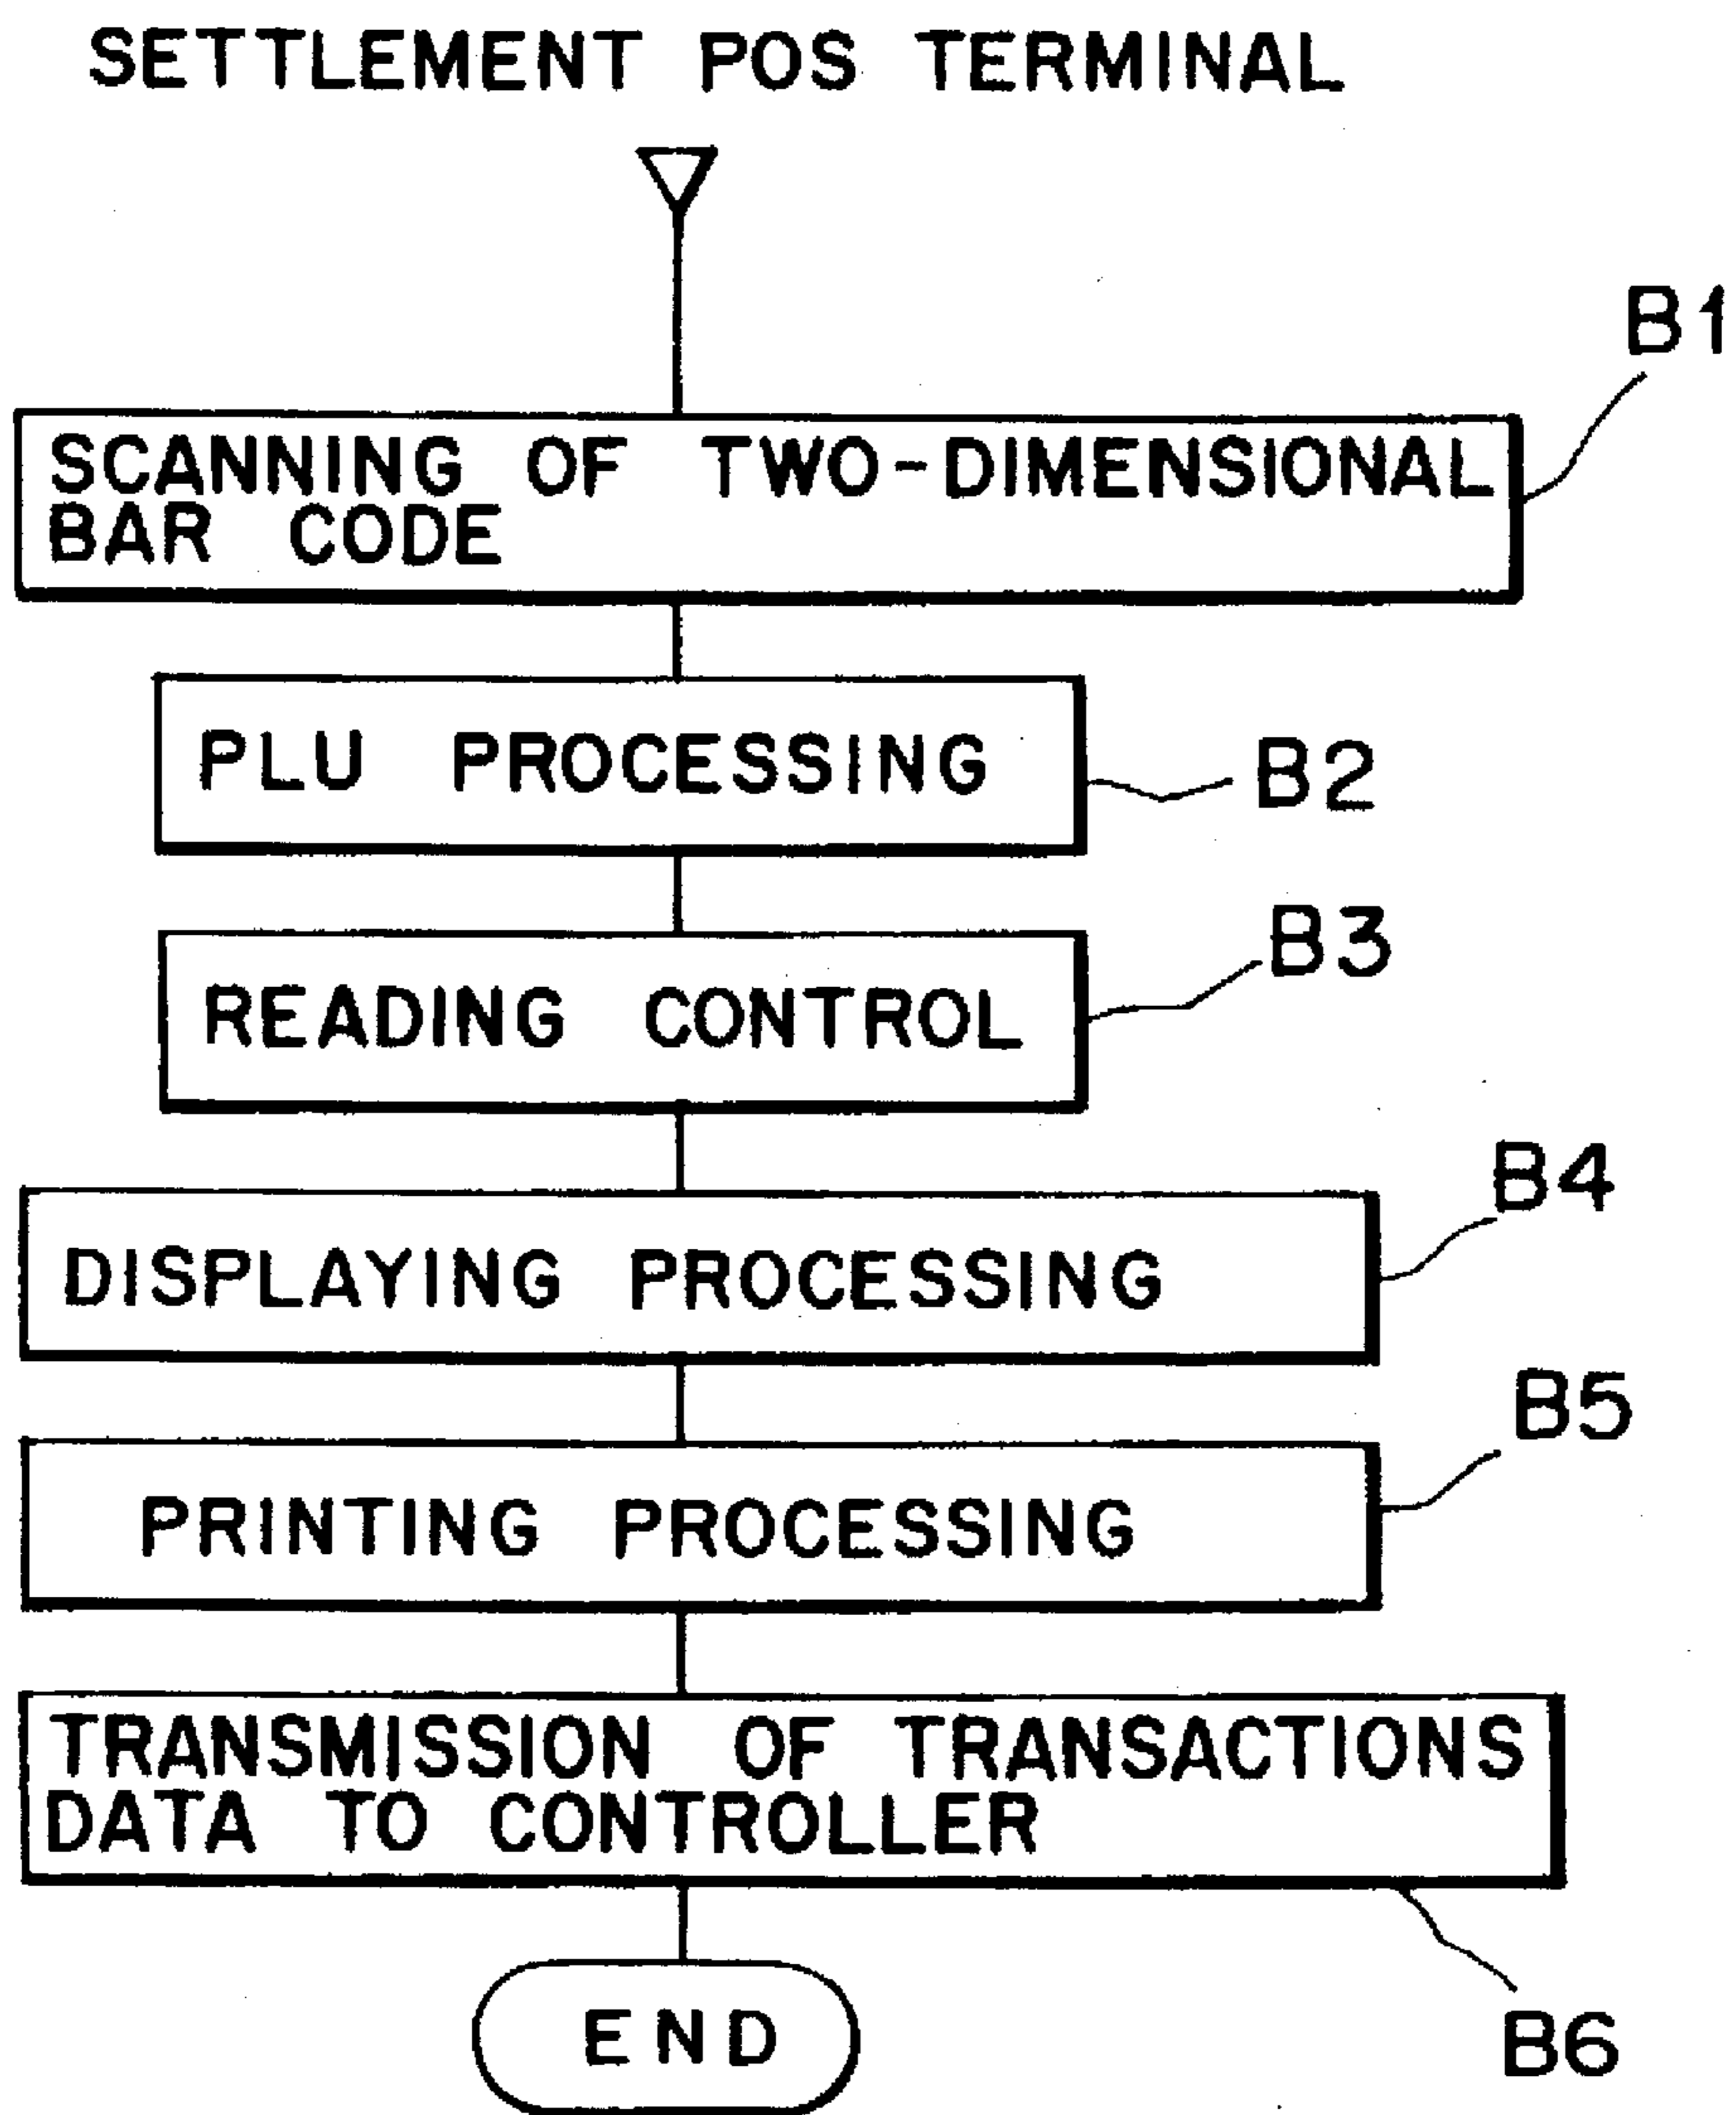 SETTLEMENT POS TERMINAL
B1
SCANNING OF TWO-DIMENSIONAL
BAR CODE
PLU PROCESSING
B2
B3
READING CONTROL
B4
DISPLAYING PROCESSING
B5
PRINTING PROCESSING
TRANSMISSION OF TRANSACTIONS
DATA TO CONTROLLER
END
B6